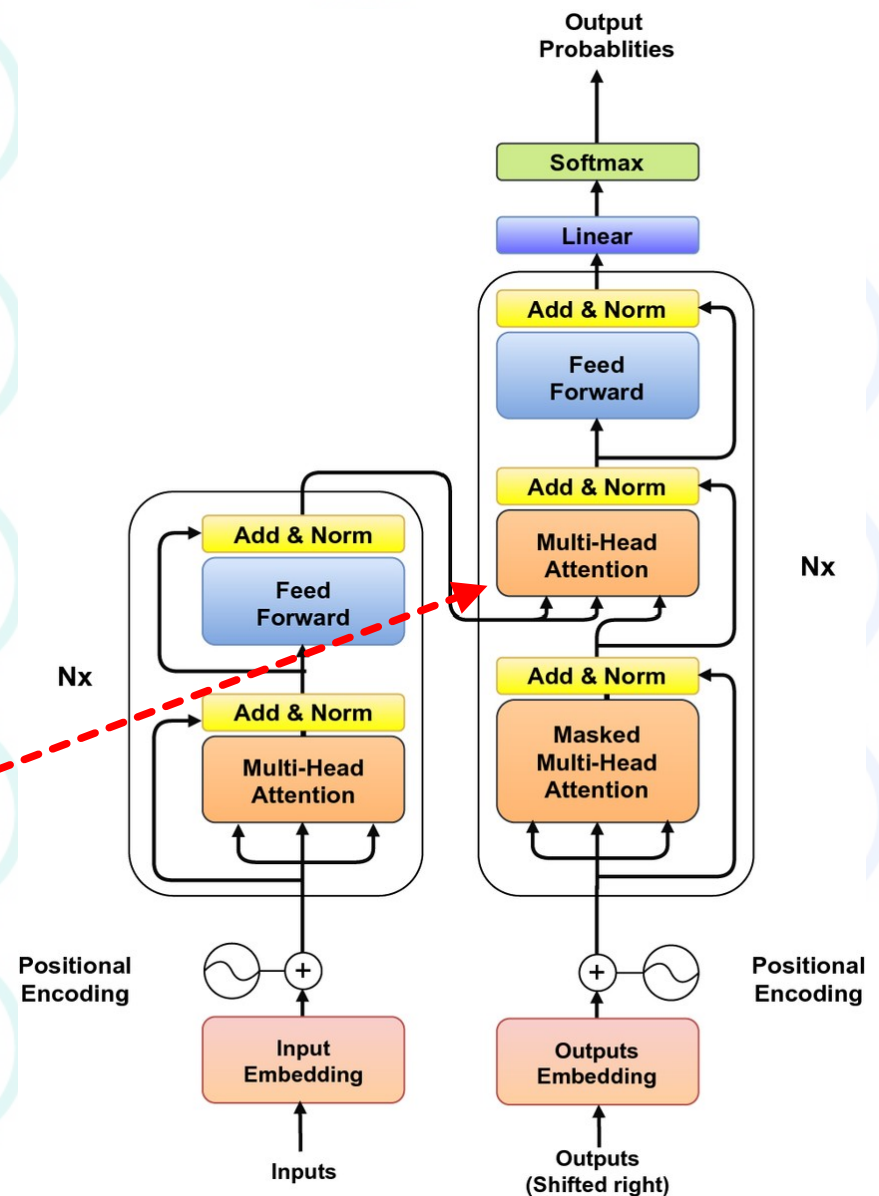 Output
Probablities
Softmax
Linear
Add & Norm
Feed
Forward
Add & Norm
Multi-Head
Attention
Nx
Add & Norm
Masked
Multi-Head
Attention
Add & Norm
Feed
Forward
Nx
Add & Norm
Multi-Head
Attention
Positional
Encoding
+
+
Positional
Encoding
Input
Embedding
Outputs
Embedding
Inputs
Outputs
(Shifted right)